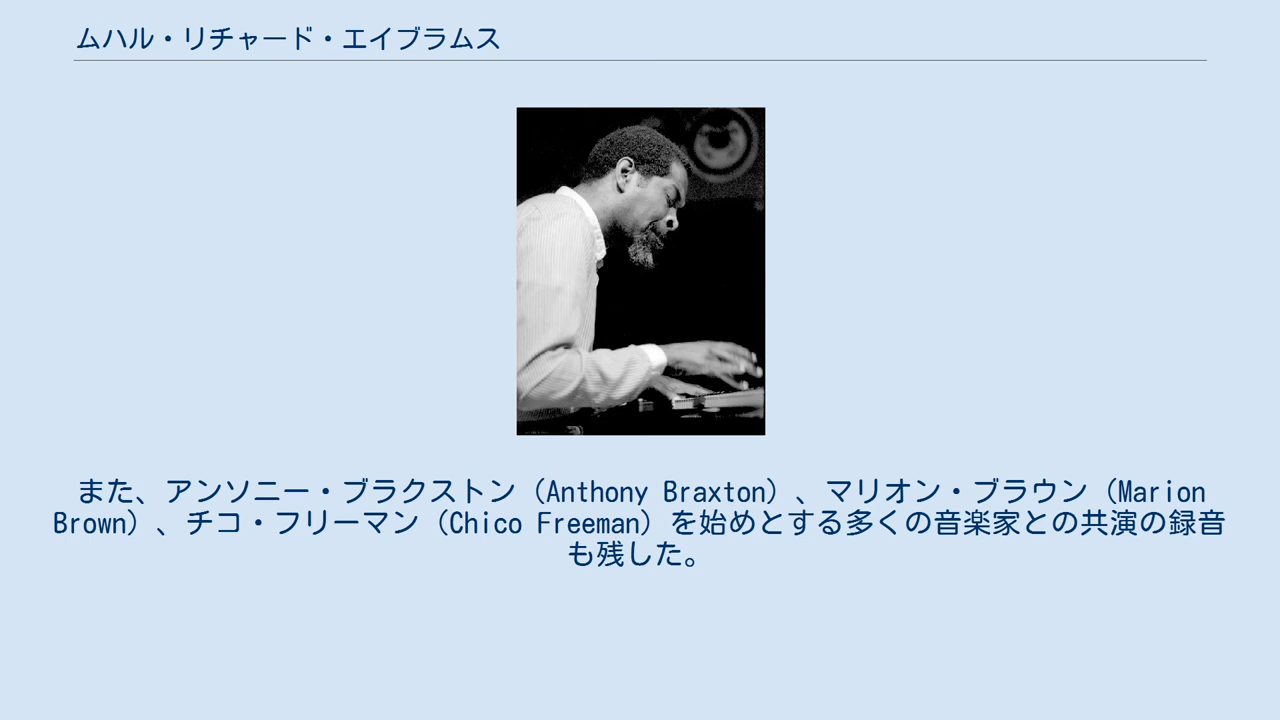 ムハル・リチャード・エイブラムス
また、アンソニー・ブラクストン（Anthony Braxton）、マリオン・ブラウン（Marion
Brown）、チコ・フリーマン（Chico Freeman）を始めとする多くの音楽家との共演の録音
も残した。